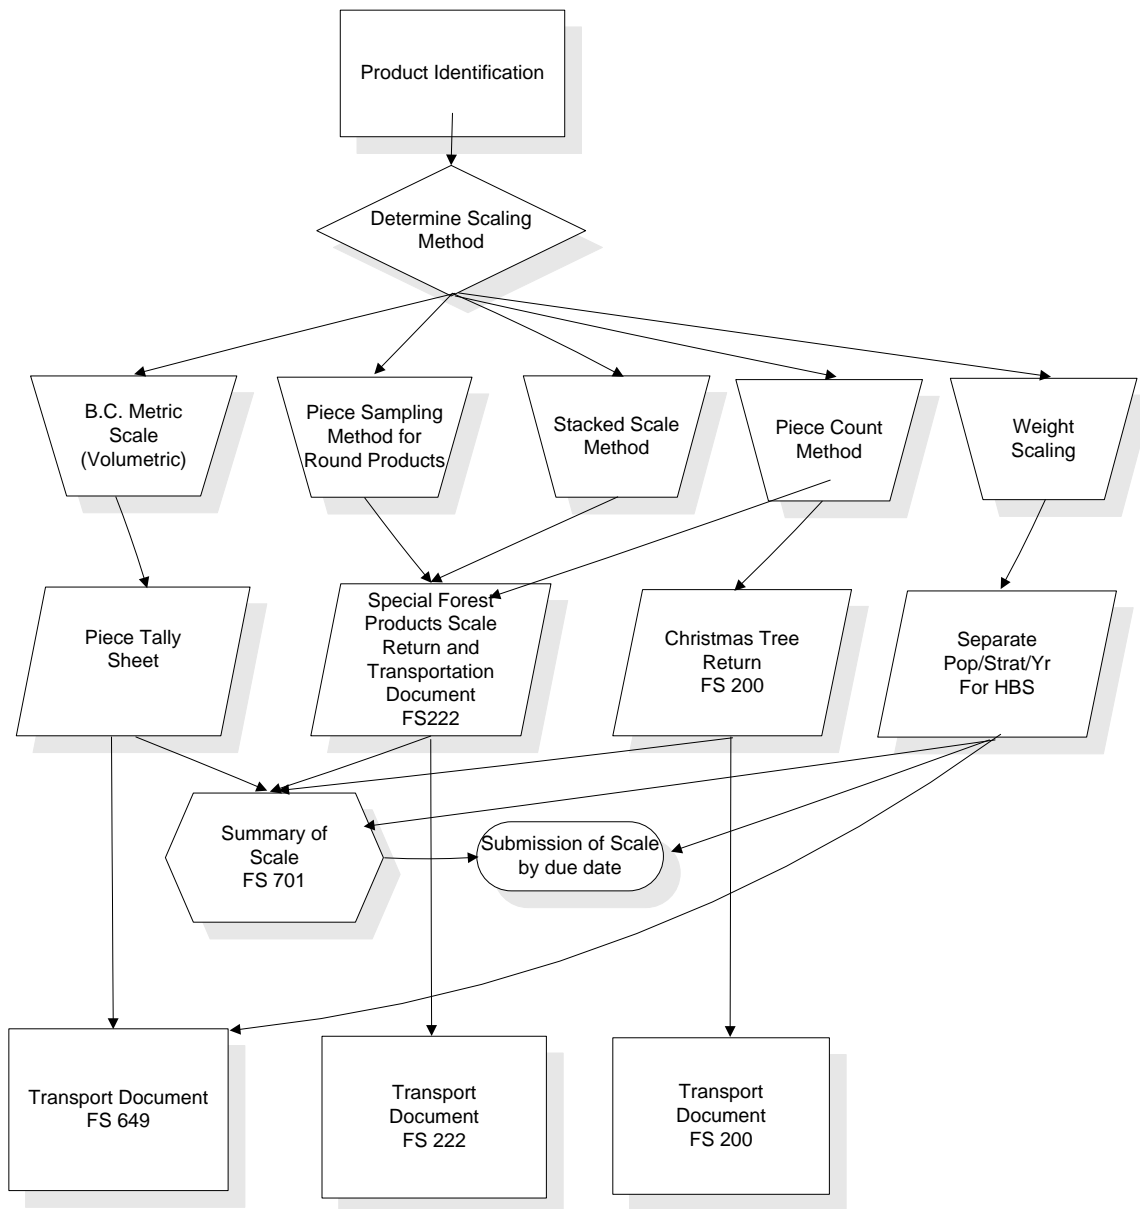 Product Identification
Determine Scaling
Method
B.C. Metric
Scale
(Volumetric)
Piece Sampling
Method for
Round Products
Stacked Scale
Method
Piece Count
Method
Weight
Scaling
Piece Tally
Sheet
Special Forest
Products Scale
Return and
Transportation
Document
FS222
Christmas Tree
Return
FS 200
Separate
Pop/Strat/Yr
For HBS
Summary of
Scale
FS 701
Submission of Scale
by due date
Transport Document
FS 649
Transport
Document
FS 222
Transport
Document
FS 200